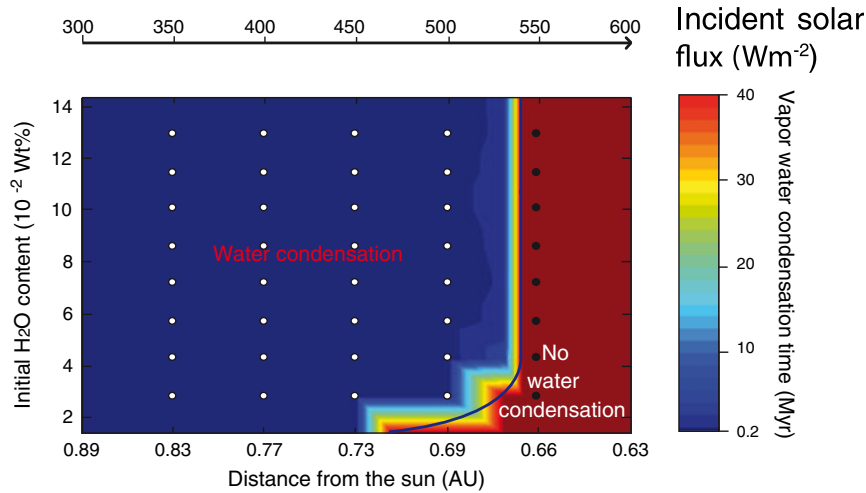 300 350 400 450 500 550 600
Incident solar
flux (Wm-2)
14
12
10
8
6
4
2
Initial H2O content (10 -2 Wt%)
Water condensation
No
water
condensation
0.89 0.83 0.77 0.73 0.69 0.66 0.63
Distance from the sun (AU)
40
30
20
10
0.2
Vapor water condensation time (Myr)